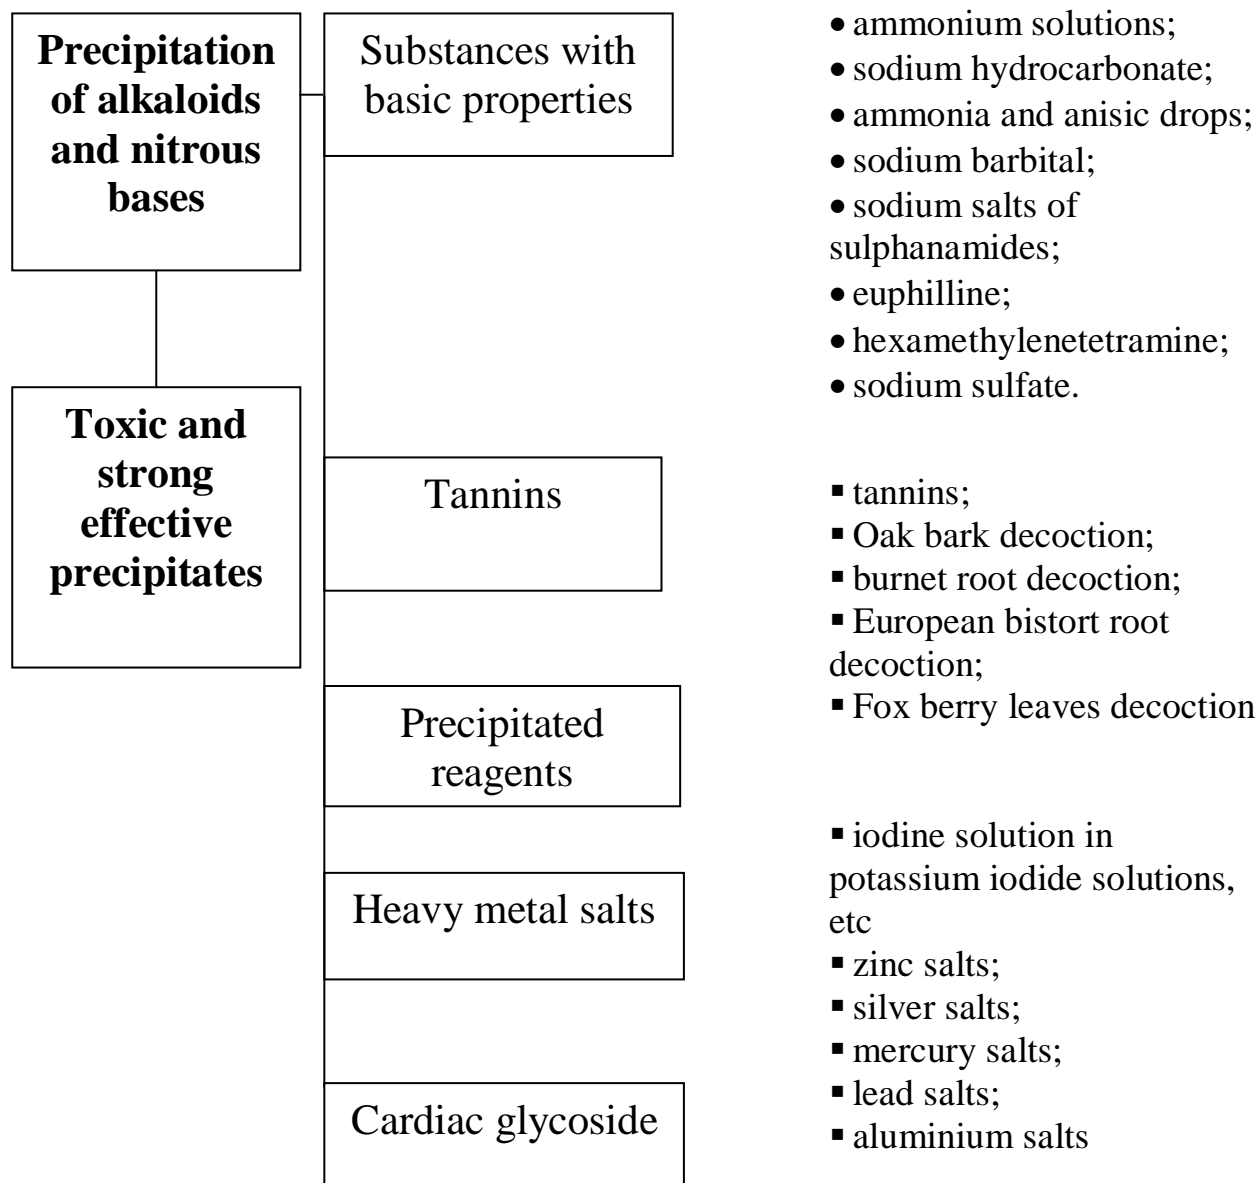 Precipitation
of alkaloids
and nitrous
bases
Substances with
basic properties
• ammonium solutions;
• sodium hydrocarbonate;
• ammonia and anisic drops;
• sodium barbital;
• sodium salts of
sulphanamides;
• euphilline;
• hexamethylenetetramine;
• sodium sulfate.
Toxic and
strong
effective
precipitates
Tannins
▪ tannins;
▪ Oak bark decoction;
▪ burnet root decoction;
▪ European bistort root
decoction;
▪ Fox berry leaves decoction
Precipitated
reagents
▪ iodine solution in
potassium iodide solutions,
etc
Heavy metal salts
▪ zinc salts;
▪ silver salts;
▪ mercury salts;
▪ lead salts;
▪ aluminium salts
Cardiac glycoside